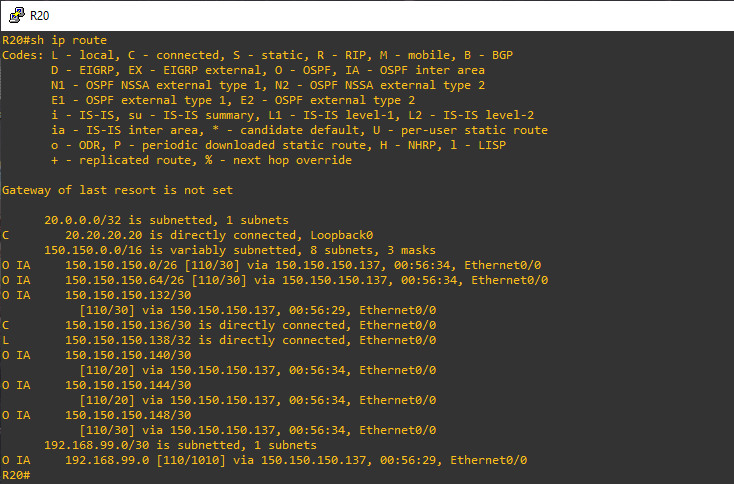 R20
R20#sh ip route
Codes: L - local, C - connected, S - static, R - RIP, M - mobile, B - BGP
       D - EIGRP, EX - EIGRP external, O - OSPF, IA - OSPF inter area
       N1 - OSPF NSSA external type 1, N2 - OSPF NSSA external type 2
       E1 - OSPF external type 1, E2 - OSPF external type 2
       i - IS-IS, su - IS-IS summary, L1 - IS-IS level-1, L2 - IS-IS level-2
       ia - IS-IS inter area, * - candidate default, U - per-user static route
       o - ODR, P - periodic downloaded static route, H - NHRP, l - LISP
       + - replicated route, % - next hop override

Gateway of last resort is not set

      20.0.0.0/32 is subnetted, 1 subnets
C        20.20.20.20 is directly connected, Loopback0
      150.150.0.0/16 is variably subnetted, 8 subnets, 3 masks
O IA     150.150.150.0/26 [110/30] via 150.150.150.137, 00:56:34, Ethernet0/0
O IA     150.150.150.64/26 [110/30] via 150.150.150.137, 00:56:34, Ethernet0/0
O IA     150.150.150.132/30
           [110/30] via 150.150.150.137, 00:56:29, Ethernet0/0
C        150.150.150.136/30 is directly connected, Ethernet0/0
L        150.150.150.138/32 is directly connected, Ethernet0/0
O IA     150.150.150.140/30
           [110/20] via 150.150.150.137, 00:56:34, Ethernet0/0
O IA     150.150.150.144/30
           [110/20] via 150.150.150.137, 00:56:34, Ethernet0/0
O IA     150.150.150.148/30
           [110/30] via 150.150.150.137, 00:56:34, Ethernet0/0
      192.168.99.0/30 is subnetted, 1 subnets
O IA     192.168.99.0 [110/1010] via 150.150.150.137, 00:56:29, Ethernet0/0
R20#